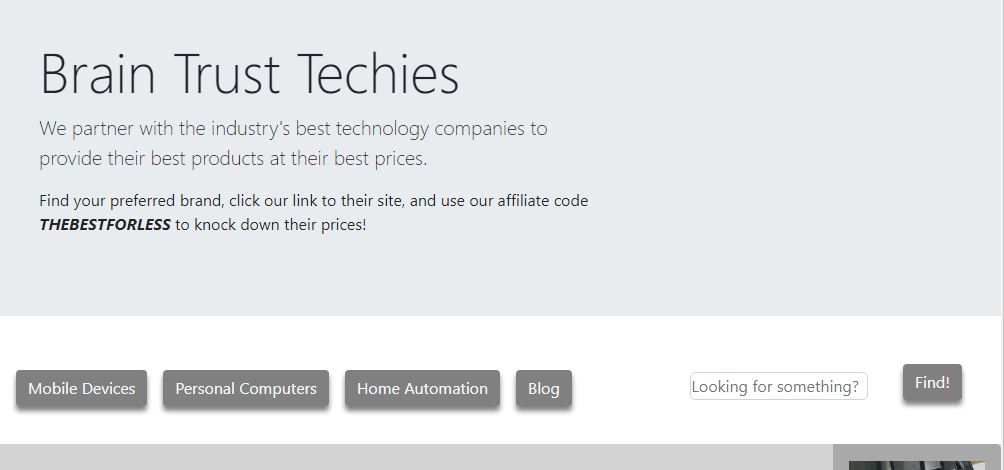 Brain Trust Techies
We partner with the industry's best technology companies to
provide their best products at their best prices.
Find your preferred brand, click our link to their site, and use our affiliate code
THEBESTFORLESS to knock down their prices!
Mobile Devices Personal Computers Home Automation Blog Looking for something? Find!